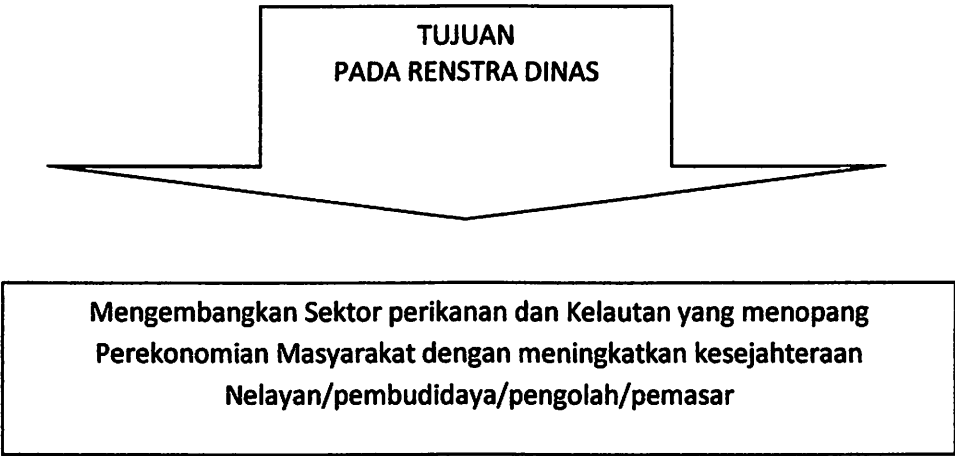 TUJUAN
PADA RENSTRA DINAS
Mengembangkan Sektor perikanan dan Kelautan yang menopang
Perekonomian Masyarakat dengan meningkatkan kesejahteraan
Nelayan/pembudidaya/pengolah/pemasar